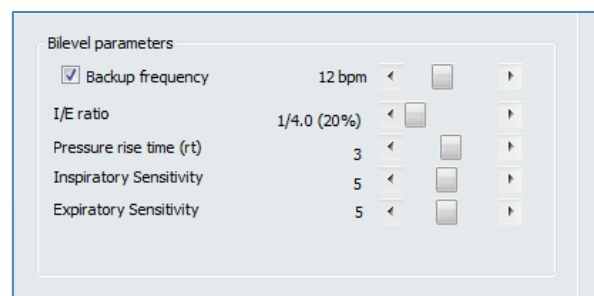 Bilevel parameters
Backup frequency 12 bpm
I/E ratio 1/4.0 (20%)
Pressure rise time (rt) 3
Inspiratory Sensitivity 5
Expiratory Sensitivity 5